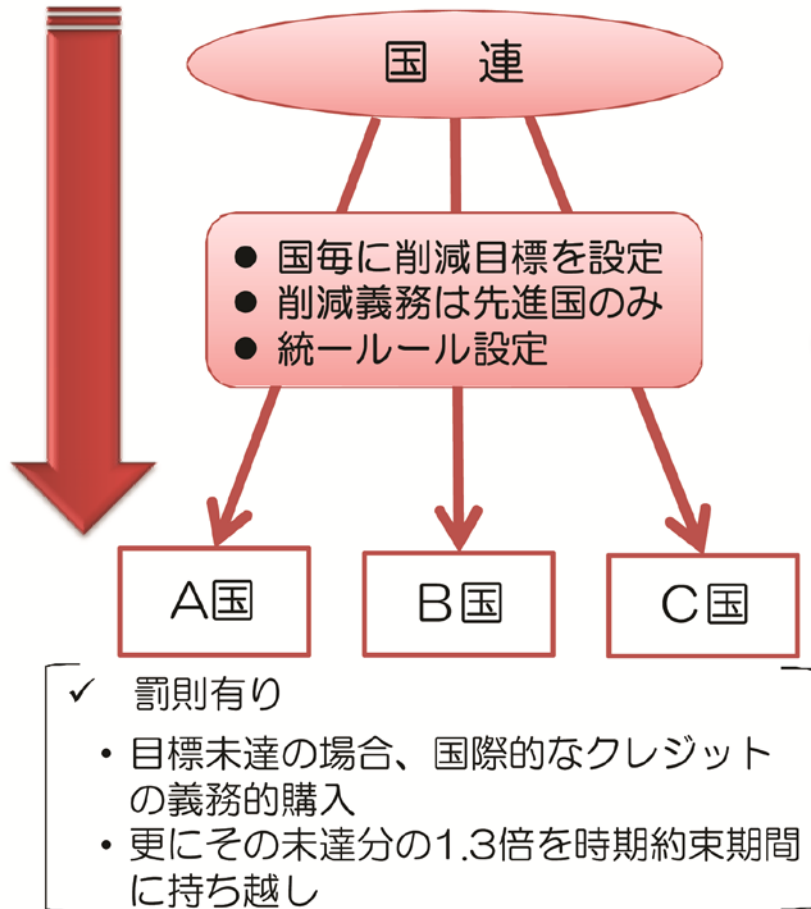 国　連
● 国毎に削減目標を設定
● 削減義務は先進国のみ
● 統一ルール設定
A国
B国
C国
✓ 罰則有り
• 目標未達の場合、国際的なクレジット
の義務的購入
• 更にその未達分の1.3倍を時期約束期間
に持ち越し